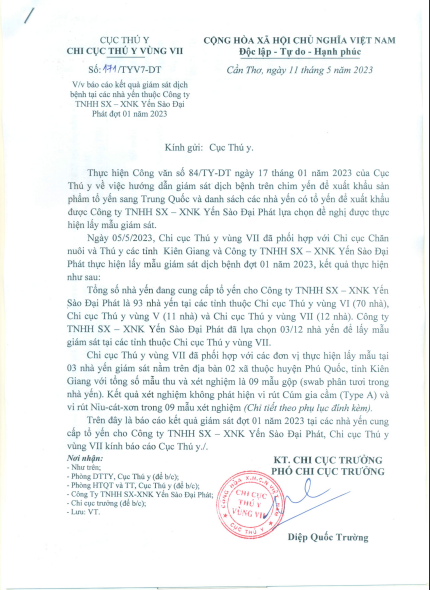 CỤC THÚ Y
CHI CỤC THÚ Y VÙNG VII
CỘNG HÒA XÃ HỘI CHỦ NGHĨA VIỆT NAM
Độc lập - Tự do - Hạnh phúc
Số: 171/TYV7-DT
Cần Thơ, ngày 11 tháng 5 năm 2023
V/v báo cáo kết quả giám sát dịch
bệnh tại các nhà yến thuộc Công ty
TNHH SX – XNK Yến Sào Đại
Phát đợt 01 năm 2023
Kính gửi: Cục Thú y.
Thực hiện Công văn số 84/TY-DT ngày 17 tháng 01 năm 2023 của Cục
Thú y về việc hướng dẫn giám sát dịch bệnh trên chim yến để xuất khẩu sản
phẩm tổ yến sang Trung Quốc và danh sách các nhà yến có tổ yến để xuất khẩu
được Công ty TNHH SX – XNK Yến Sào Đại Phát lựa chọn đề nghị được thực
hiện lấy mẫu giám sát.
Ngày 05/5/2023, Chi cục Thú y vùng VII đã phối hợp với Chi cục Chăn
nuôi và Thú y các tỉnh Kiên Giang và Công ty TNHH SX – XNK Yến Sào Đại
Phát thực hiện lấy mẫu giám sát dịch bệnh đợt 01 năm 2023, kết quả thực hiện
như sau:
Tổng số nhà yến đang cung cấp tổ yến cho Công ty TNHH SX – XNK Yến
Sào Đại Phát là 93 nhà yến tại các tỉnh thuộc Chi cục Thú y vùng VI (70 nhà),
Chi cục Thú y vùng V (11 nhà) và Chi cục Thú y vùng VII (12 nhà). Công ty
TNHH SX – XNK Yến Sào Đại Phát đã lựa chọn 03/12 nhà yến để lấy mẫu
giám sát tại các tỉnh thuộc Chi cục Thú y vùng VII.
Chi cục Thú y vùng VII đã phối hợp với các đơn vị thực hiện lấy mẫu tại
03 nhà yến giám sát nằm trên địa bàn 02 xã thuộc huyện Phú Quốc, tỉnh Kiên
Giang với tổng số mẫu thu và xét nghiệm là 09 mẫu gộp (swab phân tươi trong
nhà yến). Kết quả xét nghiệm không phát hiện vi rút Cúm gia cầm (Type A) và
vi rút Niu-cát-xơn trong 09 mẫu xét nghiệm (Chi tiết theo phụ lục đính kèm).
Trên đây là báo cáo kết quả giám sát đợt 01 năm 2023 tại các nhà yến cung
cấp tổ yến cho Công ty TNHH SX – XNK Yến Sào Đại Phát, Chi cục Thú y
vùng VII kính báo cáo Cục Thú y./.
Nơi nhận:
- Như trên;
- Phòng DTTY, Cục Thú y (để b/c);
- Phòng HTQT và TT, Cục Thú y (để b/c);
- Công Ty TNHH SX-XNK Yến Sào Đại Phát;
- Chi cục trưởng (để b/c);
- Lưu: VT.
KT. CHI CỤC TRƯỞNG
PHÓ CHI CỤC TRƯỞNG
CHI CỤC
THÚ Y
VÙNG VII
CỤC THÚ Y
Diệp Quốc Trường